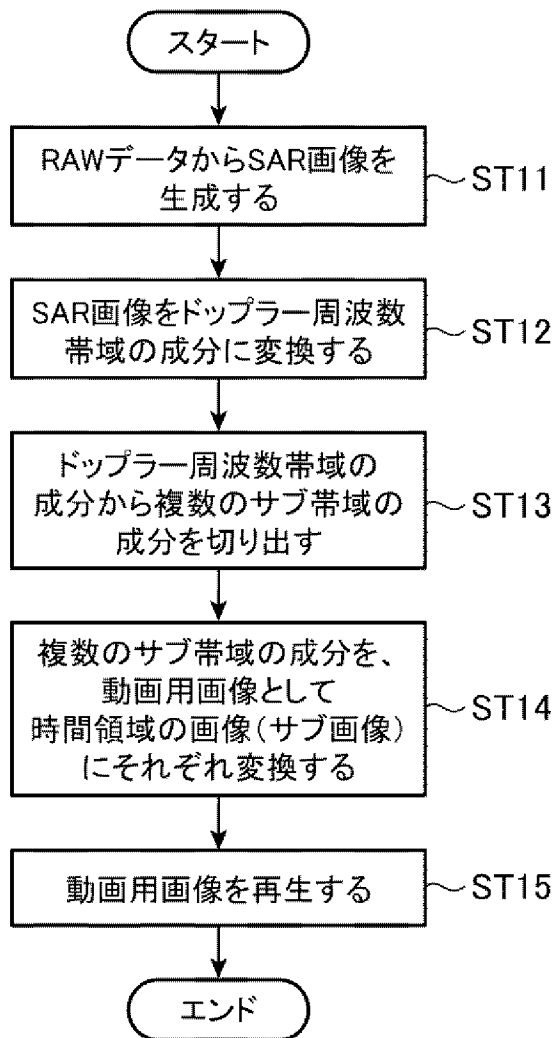 スタート
RAWデータからSAR画像を
生成する
ST11
SAR画像をドップラー周波数
帯域の成分に変換する
ST12
ドップラー周波数帯域の
成分から複数のサブ帯域の
成分を切り出す
ST13
複数のサブ帯域の成分を、
動画用画像として
時間領域の画像(サブ画像)
にそれぞれ変換する
ST14
動画用画像を再生する
ST15
エンド